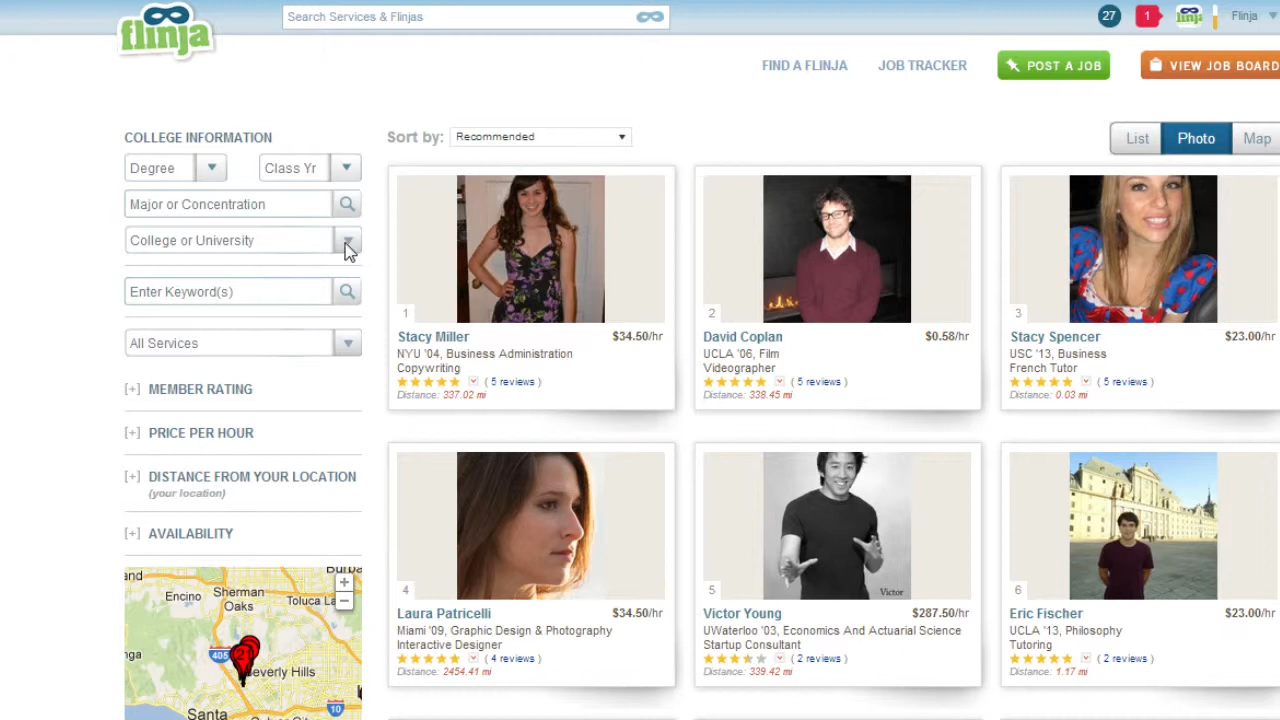 flinja
Search Services & Flinjas
27
1
flinja
Flinja
FIND A FLINJA
JOB TRACKER
POST A JOB
VIEW JOB BOARD
COLLEGE INFORMATION
Degree
Class Yr
Major or Concentration
College or University
Enter Keyword(s)
All Services
[+] MEMBER RATING
[+] PRICE PER HOUR
[+] DISTANCE FROM YOUR LOCATION
(your location)
[+] AVAILABILITY
Sort by: Recommended
List
Photo
Map
1
Stacy Miller $34.50/hr
NYU '04, Business Administration
Copywriting
( 5 reviews )
Distance: 337.02 mi
2
David Coplan $0.58/hr
UCLA '06, Film
Videographer
( 5 reviews )
Distance: 338.45 mi
3
Stacy Spencer $23.00/hr
USC '13, Business
French Tutor
( 5 reviews )
Distance: 0.03 mi
4
Laura Patricelli $34.50/hr
Miami '09, Graphic Design & Photography
Interactive Designer
( 4 reviews )
Distance: 2454.41 mi
Victor
5
Victor Young $287.50/hr
UWaterloo '03, Economics And Actuarial Science
Startup Consultant
( 2 reviews )
Distance: 339.42 mi
6
Eric Fischer $23.00/hr
UCLA '13, Philosophy
Tutoring
( 2 reviews )
Distance: 1.17 mi
Burba
and
Encino
Sherman
Oaks
Toluca La
+
−
nga
405
Beverly Hills
10
Santa